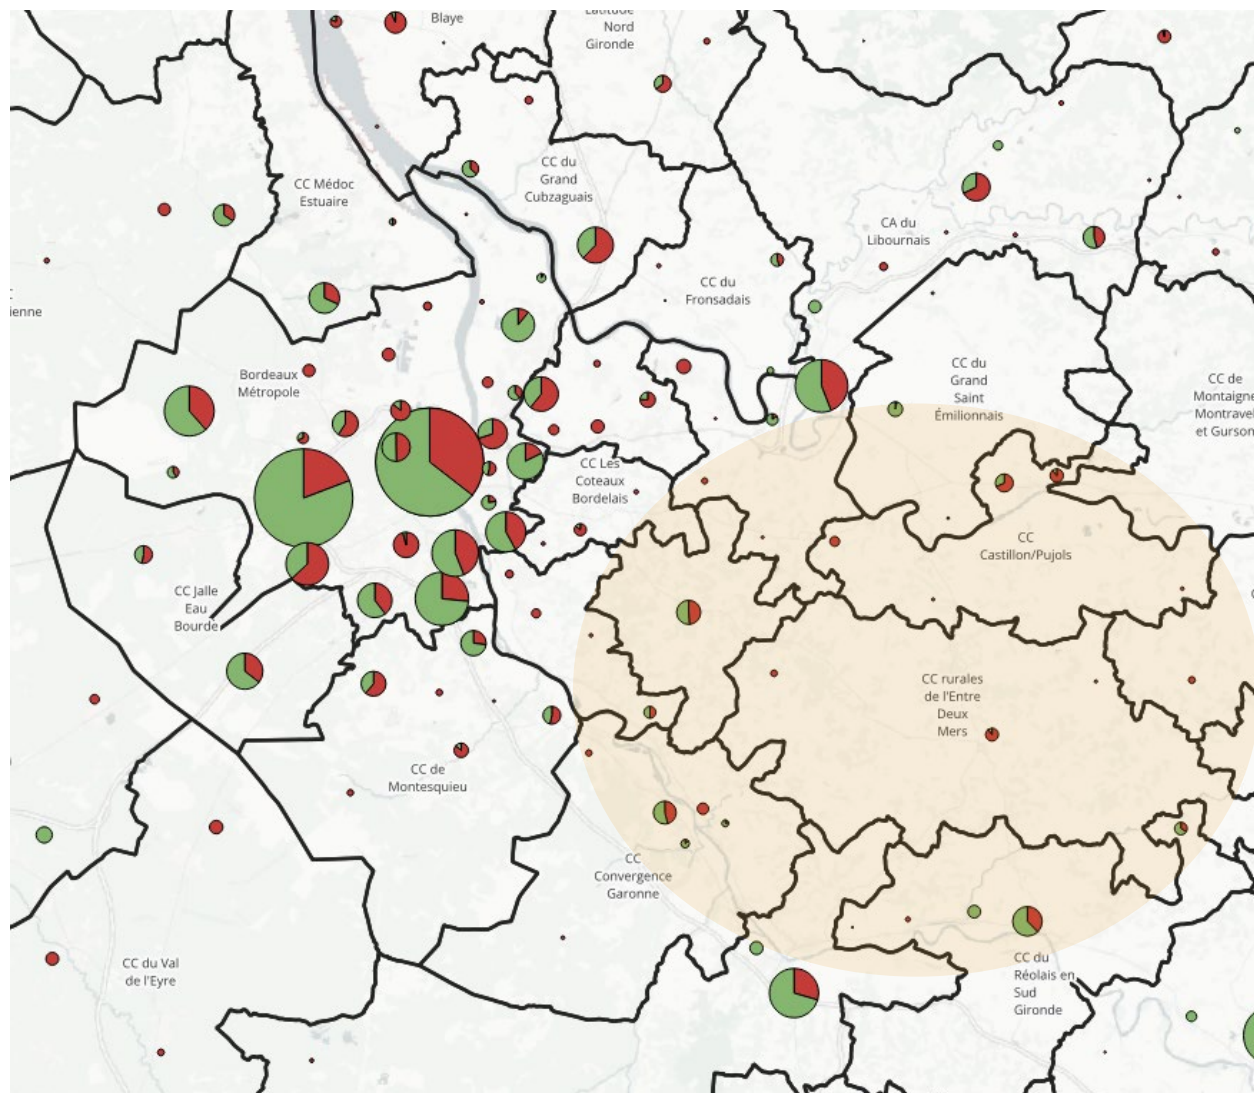 Blaye
Latitude
Nord
Gironde
CC du
Grand
Cubzaguais
CC Médoc
Estuaire
CA du
Libournais
CC du
Fronsadais
ienne
Bordeaux
Métropole
CC du
Grand
Saint
Émilionnais
CC de
Montaigne
Montravel
et Gurson
CC Les
Coteaux
Bordelais
CC
Castillon/Pujols
CC Jalle
Eau
Bourde
CC rurales
de l'Entre
Deux
Mers
CC de
Montesquieu
CC
Convergence
Garonne
CC du Val
de l'Eyre
CC du
Réolais en
Sud
Gironde